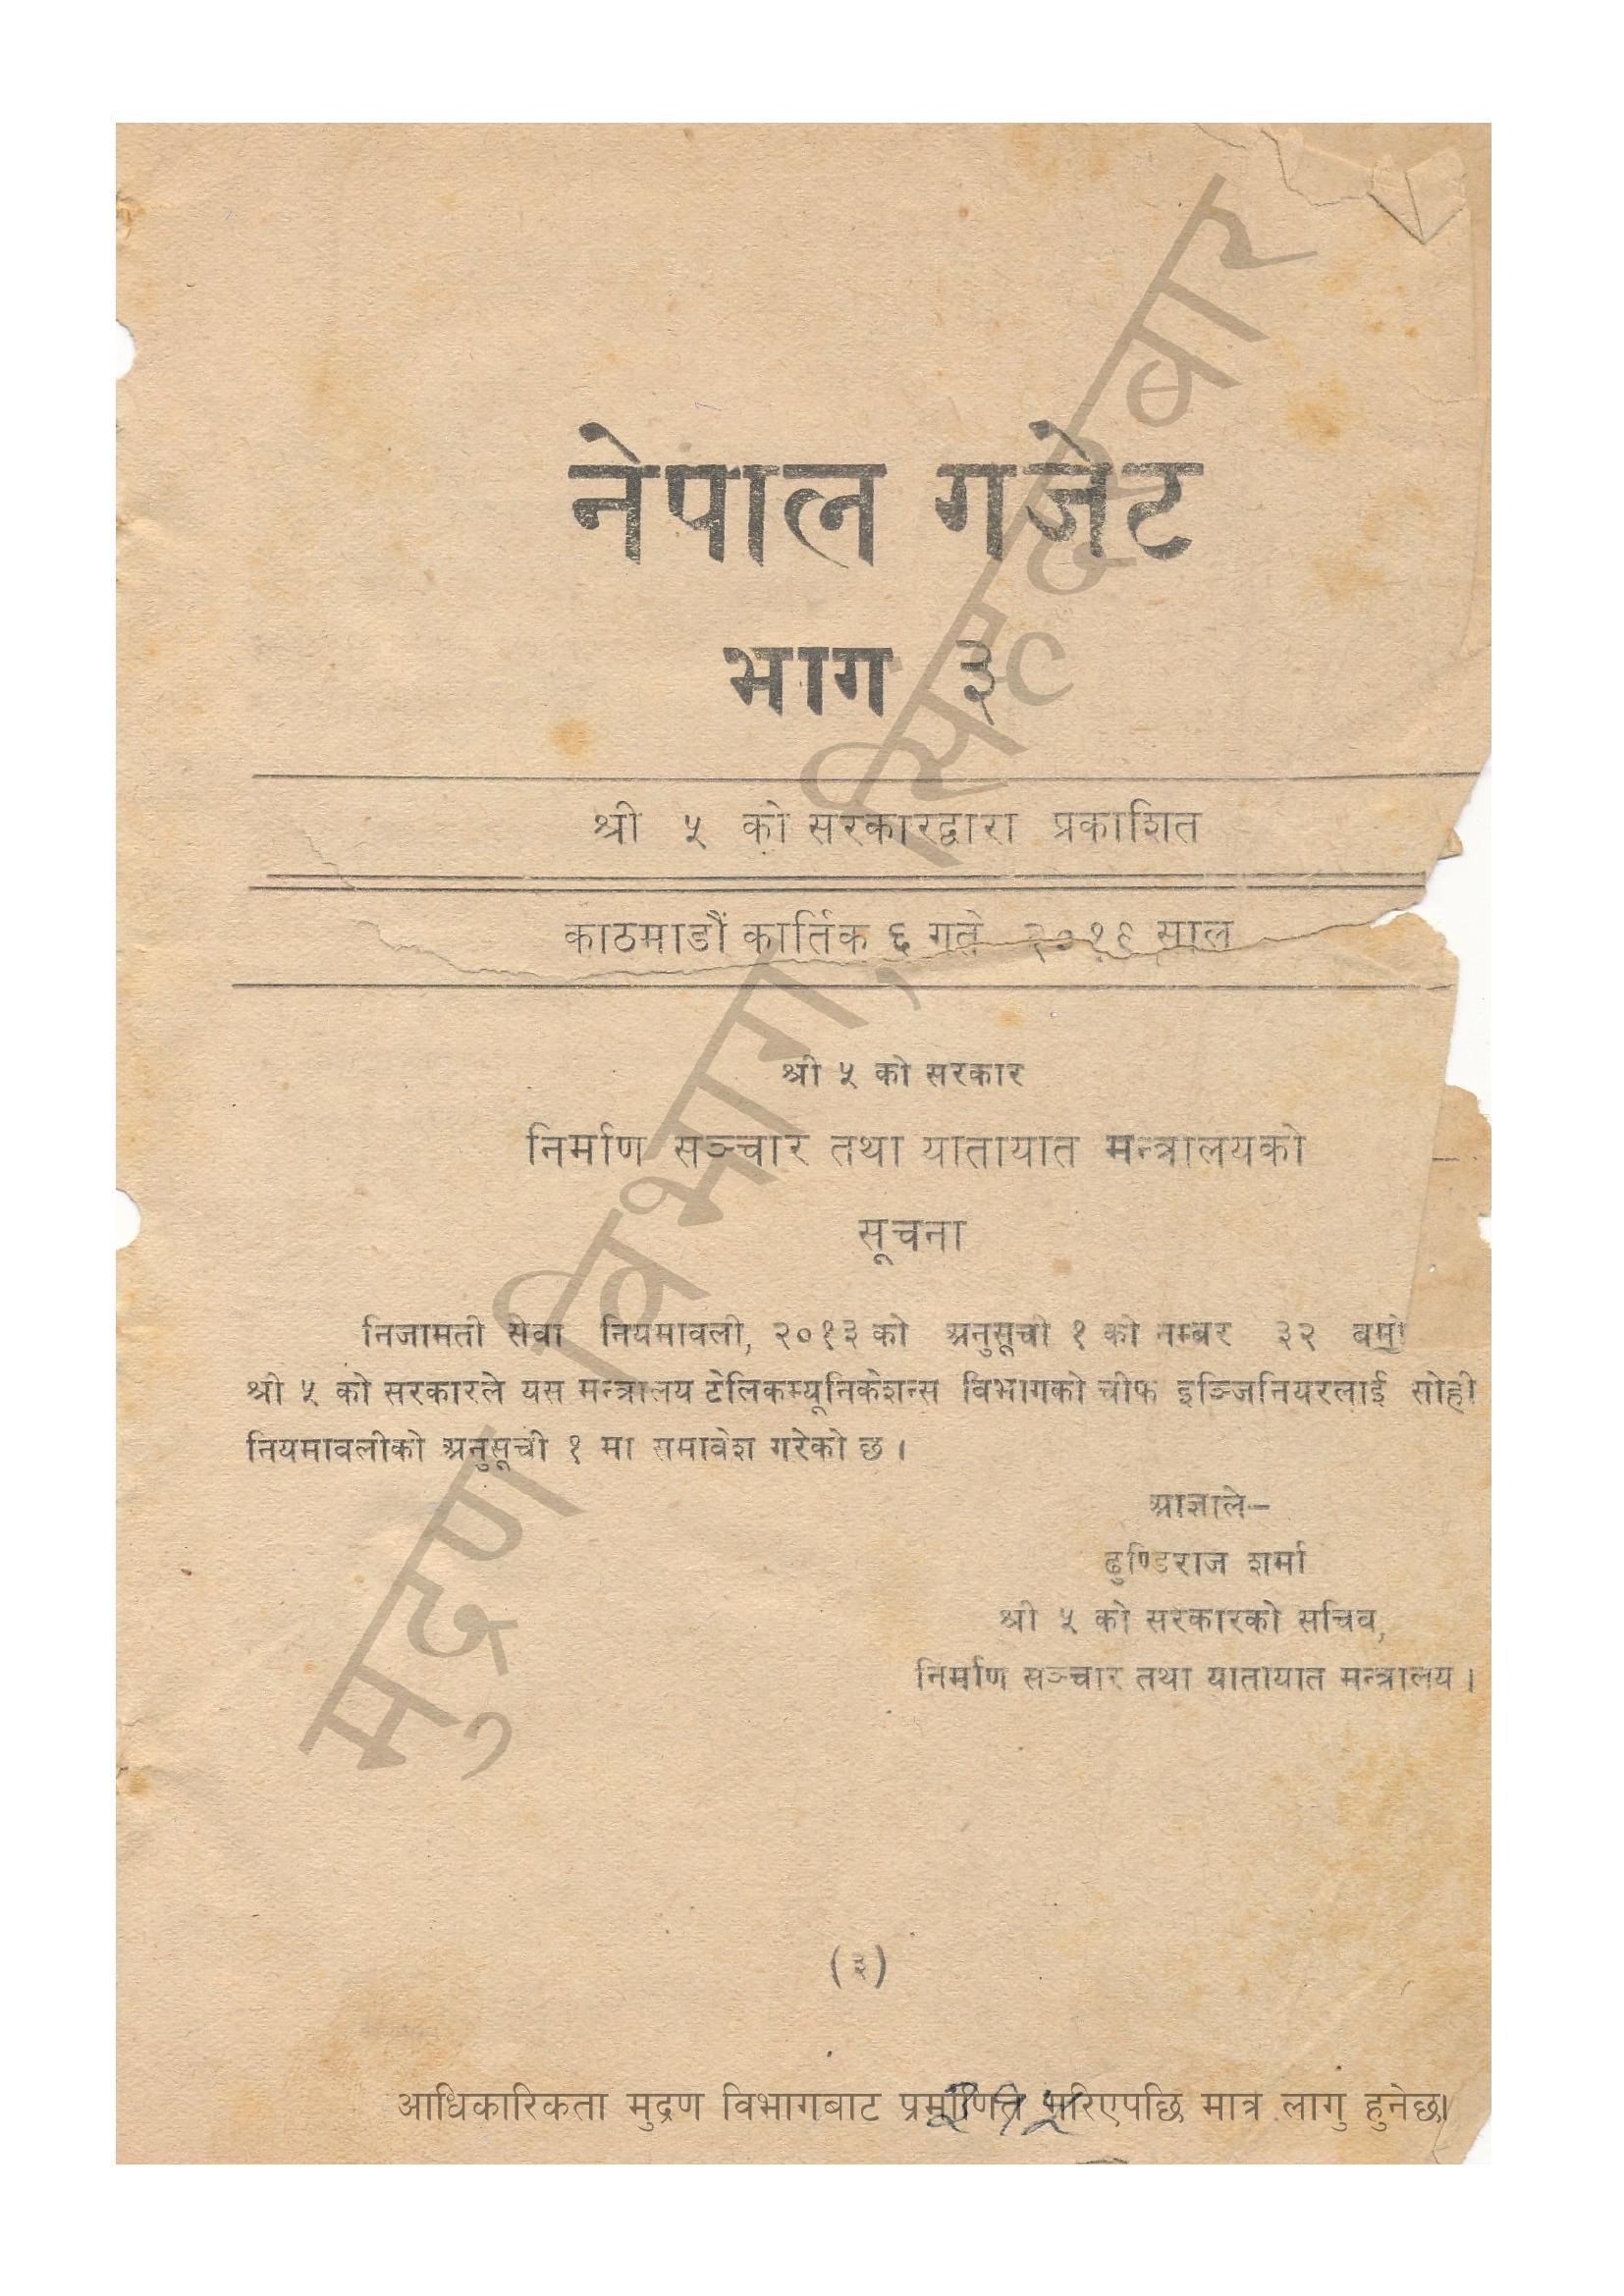 नेपाल गजेट
भाग ३
श्री ५ को सरकारद्वारा प्रकाशित
काठमाडौं कार्तिक ६ गते २०१९ साल
श्री ५ को सरकार
निर्माण सञ्चार तथा यातायात मन्त्रालयको
सूचना
निजामती सेवा नियमावली, २०१३ को अनुसूची १ को नम्बर ३२ बमो
श्री ५ को सरकारले यस मन्त्रालय टेलिकम्यूनिकेशन्स विभागको चीफ इञ्जिनियरलाई सोही
नियमावलीको अनुसूची १ मा समावेश गरेको छ ।
आज्ञाले—
ढुण्डिराज शर्मा
श्री ५ को सरकारको सचिव,
निर्माण सञ्चार तथा यातायात मन्त्रालय ।
(३)
आधिकारिकता मुद्रण विभागबाट प्रमाणित गरिएपछि मात्र लागु हुनेछ।
मुद्रण विभाग, सिंहदरबार